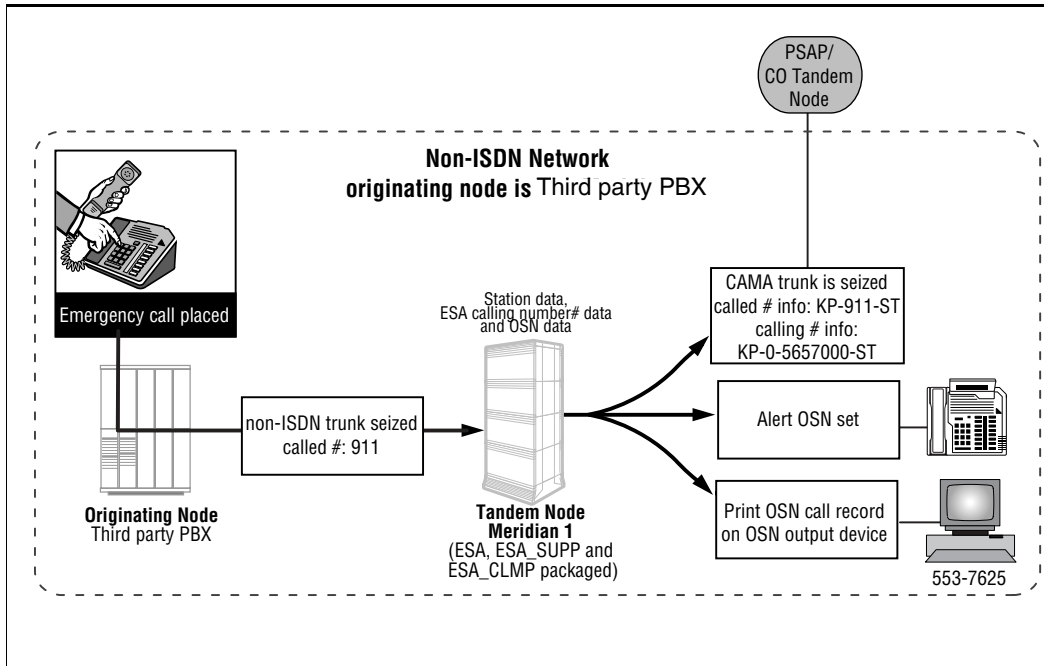 PSAP/
CO Tandem
Node
Non-ISDN Network
originating node is Third party PBX
Emergency call placed
Station data,
ESA calling number# data
and OSN data
CAMA trunk is seized
called # info: KP-911-ST
calling # info:
KP-0-5657000-ST
non-ISDN trunk seized
called #: 911
Alert OSN set
Originating Node
Third party PBX
Tandem Node
Meridian 1
(ESA, ESA_SUPP and
ESA_CLMP packaged)
Print OSN call record
on OSN output device
553-7625